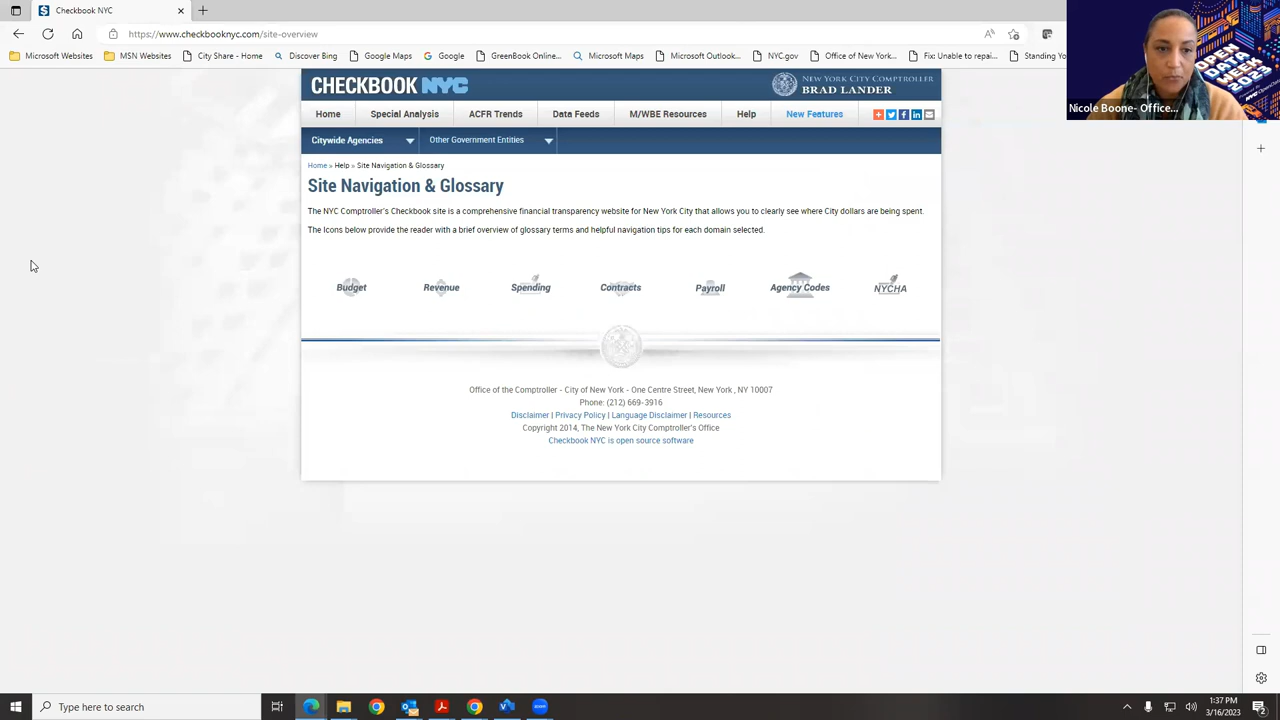 Checkbook NYC
https://www.checkbooknyc.com/site-overview
Microsoft Websites
MSN Websites
City Share - Home
Discover Bing
Google Maps
Google
GreenBook Online...
Microsoft Maps
Microsoft Outlook...
NYC.gov
Office of New York...
Fix: Unable to repai...
Standing Yo
OPEN
DATA
WEEK
2023
Nicole Boone- Office...
CHECKBOOK NYC
NEW YORK CITY COMPTROLLER
BRAD LANDER
Home
Special Analysis
ACFR Trends
Data Feeds
M/WBE Resources
Help
New Features
Citywide Agencies
Other Government Entities
Home » Help » Site Navigation & Glossary
Site Navigation & Glossary
The NYC Comptroller's Checkbook site is a comprehensive financial transparency website for New York City that allows you to clearly see where City dollars are being spent.
The Icons below provide the reader with a brief overview of glossary terms and helpful navigation tips for each domain selected.
Budget
Revenue
Spending
Contracts
Payroll
Agency Codes
NYCHA
Office of the Comptroller - City of New York - One Centre Street, New York , NY 10007
Phone: (212) 669-3916
Disclaimer | Privacy Policy | Language Disclaimer | Resources
Copyright 2014, The New York City Comptroller's Office
Checkbook NYC is open source software
Type here to search
1:37 PM
3/16/2023
2